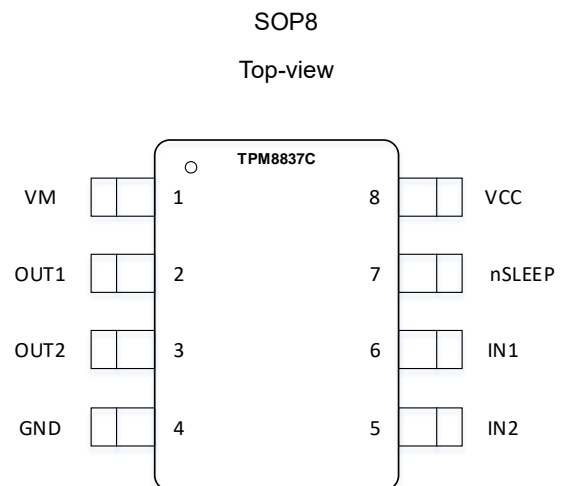 SOP8
Top-view
TPM8837C
VM 1 8 VCC
OUT1 2 7 nSLEEP
OUT2 3 6 IN1
GND 4 5 IN2